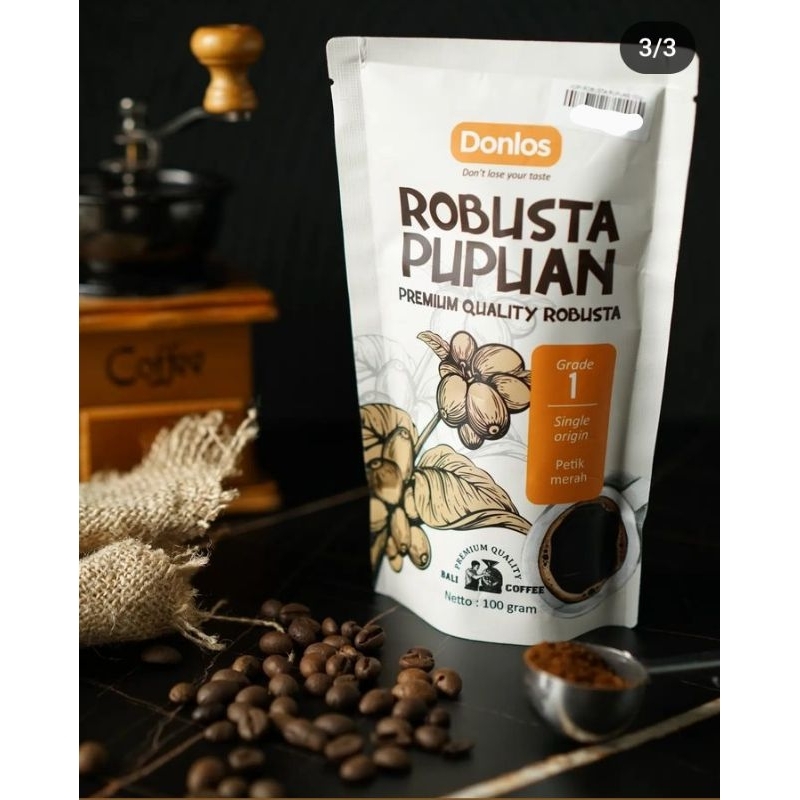 3/3
Donlos
Don't lose your taste
ROBUSTA
PUPUAN
PREMIUM QUALITY ROBUSTA
Grade
1
Single
origin
Petik
merah
PREMIUM QUALITY
BALI COFFEE
Netto : 100 gram
Coffee